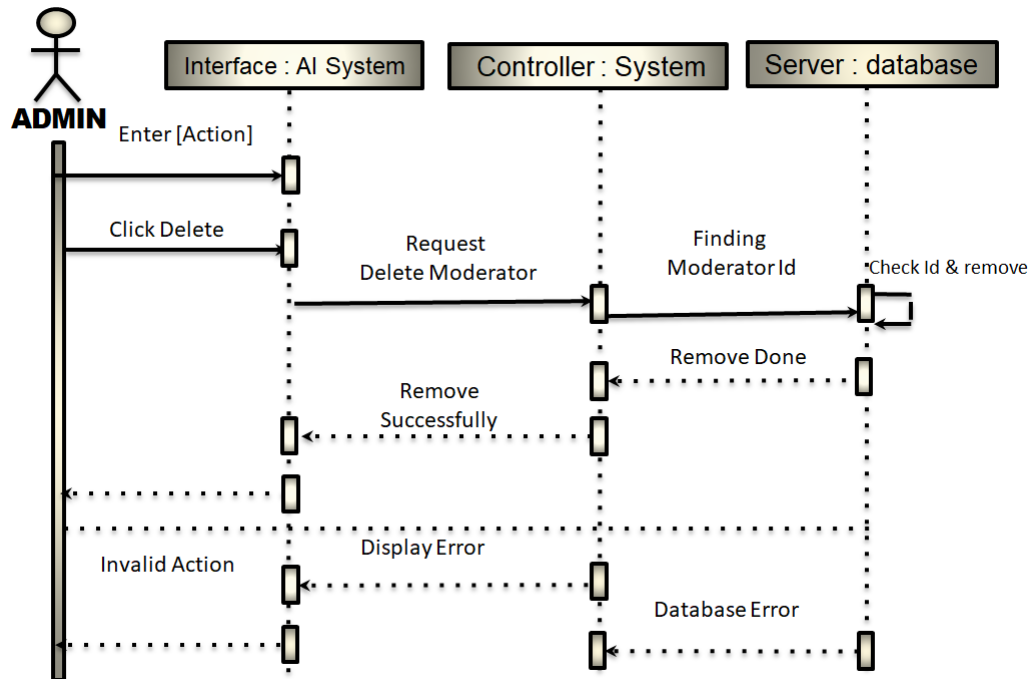 Interface : AI System
Controller : System
Server : database
ADMIN
Enter [Action]
Click Delete
Request
Delete Moderator
Finding
Moderator Id
Check Id & remove
Remove Done
Remove
Successfully
Invalid Action
Display Error
Database Error